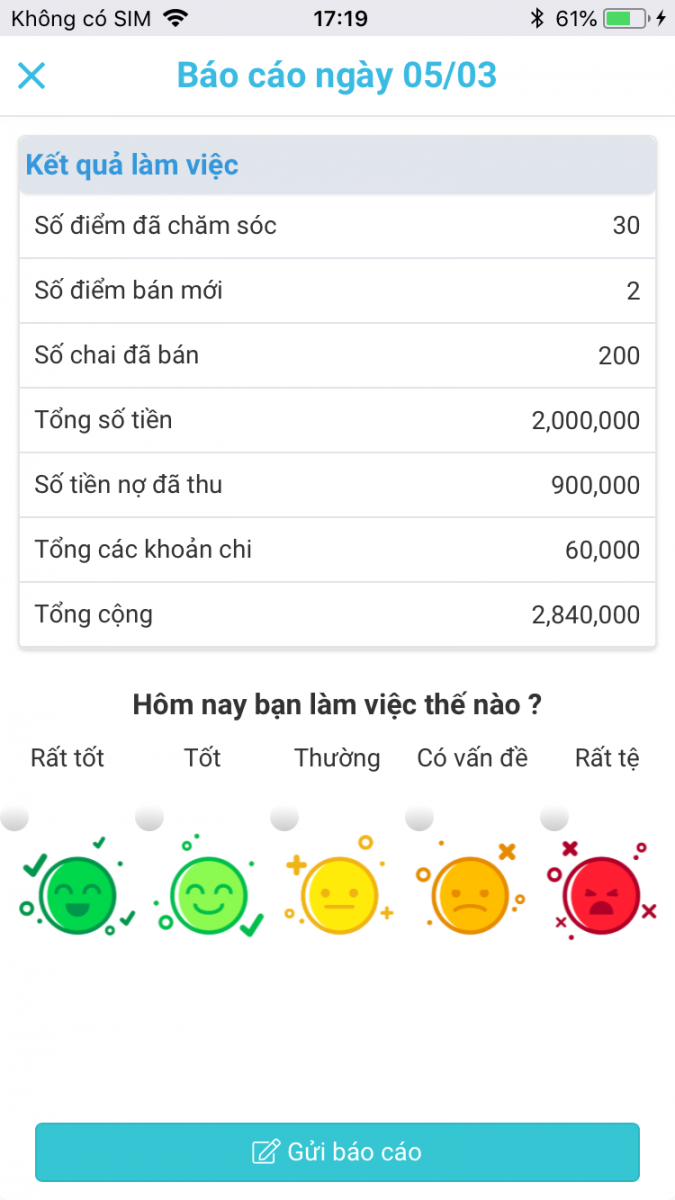 Không có SIM 17:19 61%
Báo cáo ngày 05/03
Kết quả làm việc
Số điểm đã chăm sóc 30
Số điểm bán mới 2
Số chai đã bán 200
Tổng số tiền 2,000,000
Số tiền nợ đã thu 900,000
Tổng các khoản chi 60,000
Tổng cộng 2,840,000
Hôm nay bạn làm việc thế nào ?
Rất tốt Tốt Thường Có vấn đề Rất tệ
Gửi báo cáo